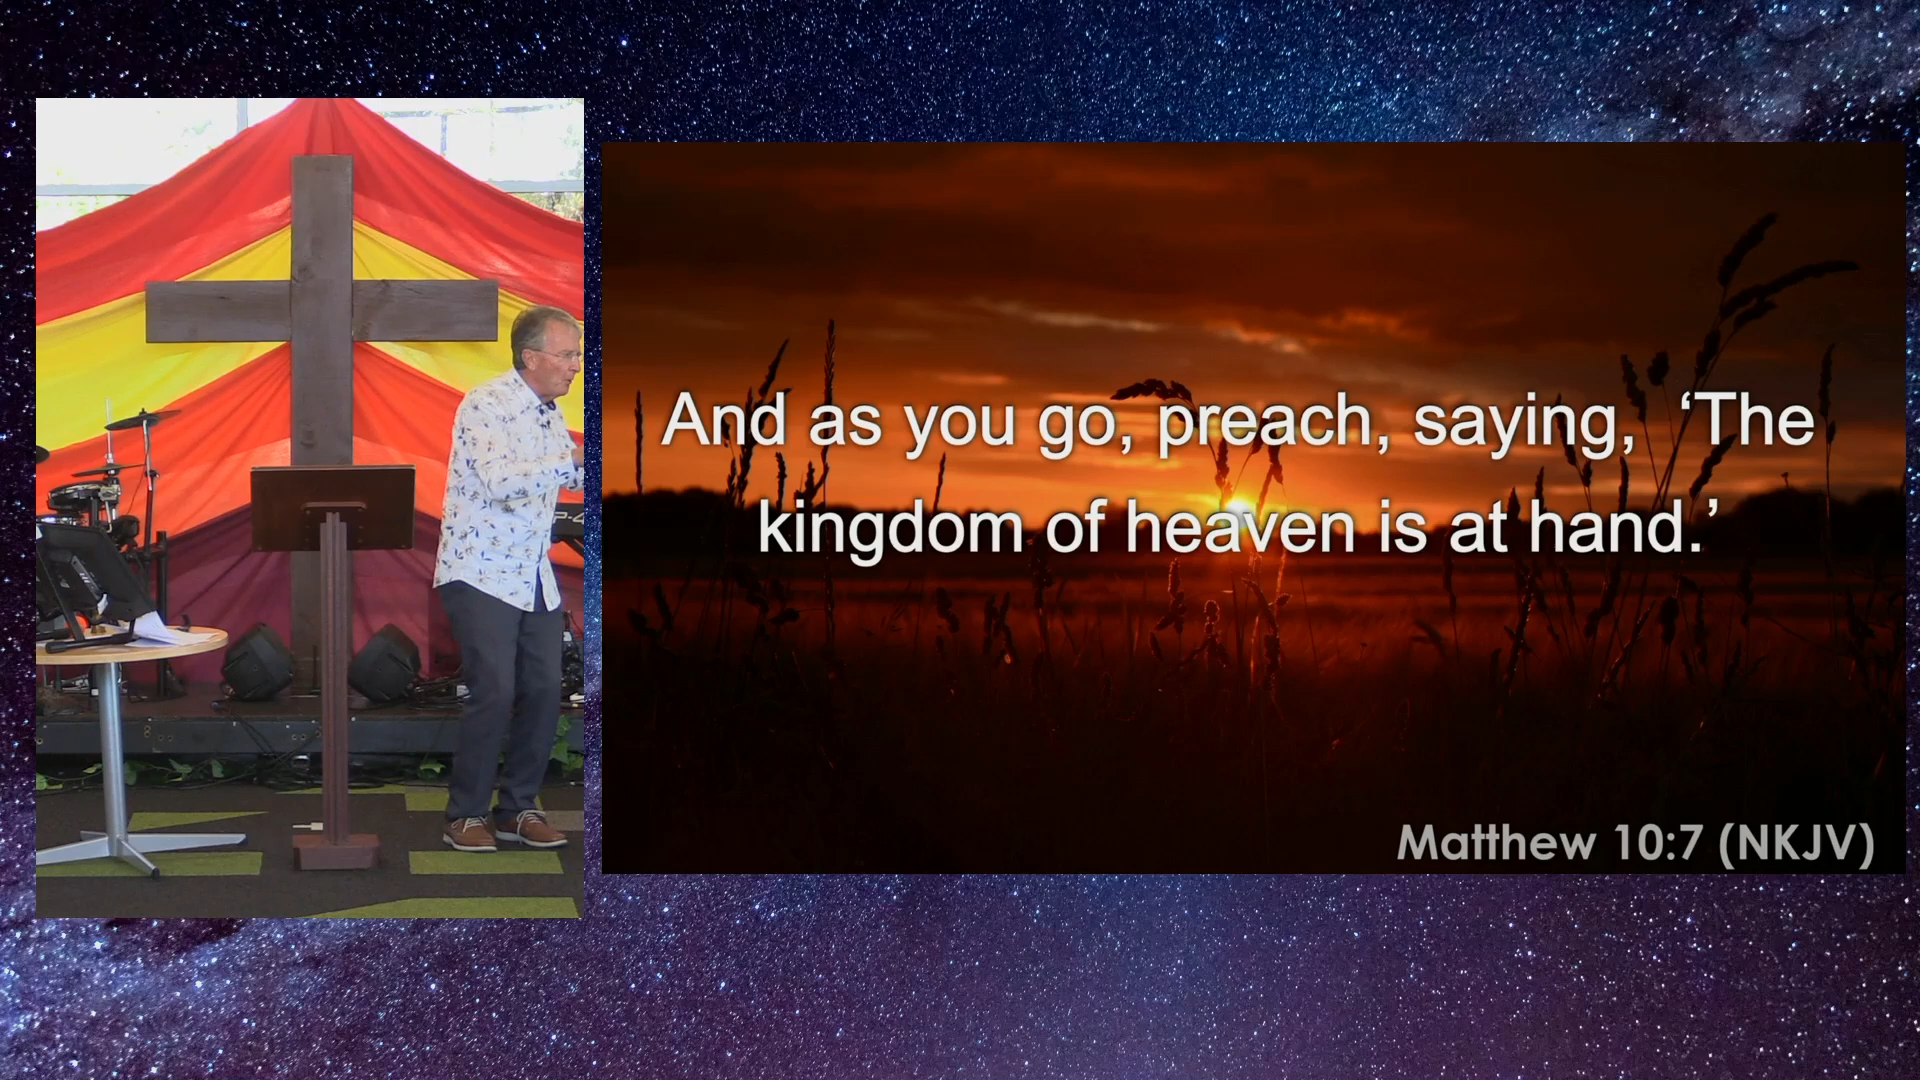 And as you go, preach, saying, ‘The
kingdom of heaven is at hand.’
Matthew 10:7 (NKJV)